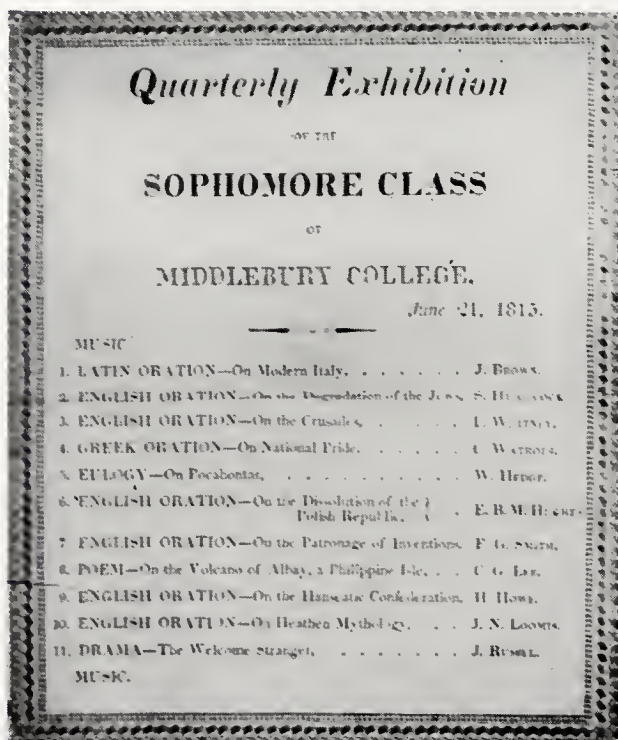 Quarterly Exhibition
OF THE
SOPHOMORE CLASS
OF
MIDDLEBURY COLLEGE.
June 21, 1815.
MUSIC
1. LATIN ORATION—On Modern Italy, . . . . . . . J. Brown.
2. ENGLISH ORATION—On the Degradation of the Jews, S.
3. ENGLISH ORATION—On the Crusades, . . . . .
4. GREEK ORATION—On National Pride, . . . . . Watrous.
5. EULOGY—On Pocahontas, . . . . . . . . . . W. Hedge.
6. ENGLISH ORATION—On the Dissolution of the } . E. B. M.
Polish Republic, {
7. ENGLISH ORATION—On the Patronage of Inventions, F. G. Smith.
8. POEM—On the Volcano of Albay, a Philippine Isle, . . C. G. Lee.
9. ENGLISH ORATION—On the Hanseatic Confederation, H. Howe.
10. ENGLISH ORATION—On Heathen Mythology, . . . J. N. Loomis.
11. DRAMA—The Welcome Stranger, . . . . . . . J.
MUSIC.